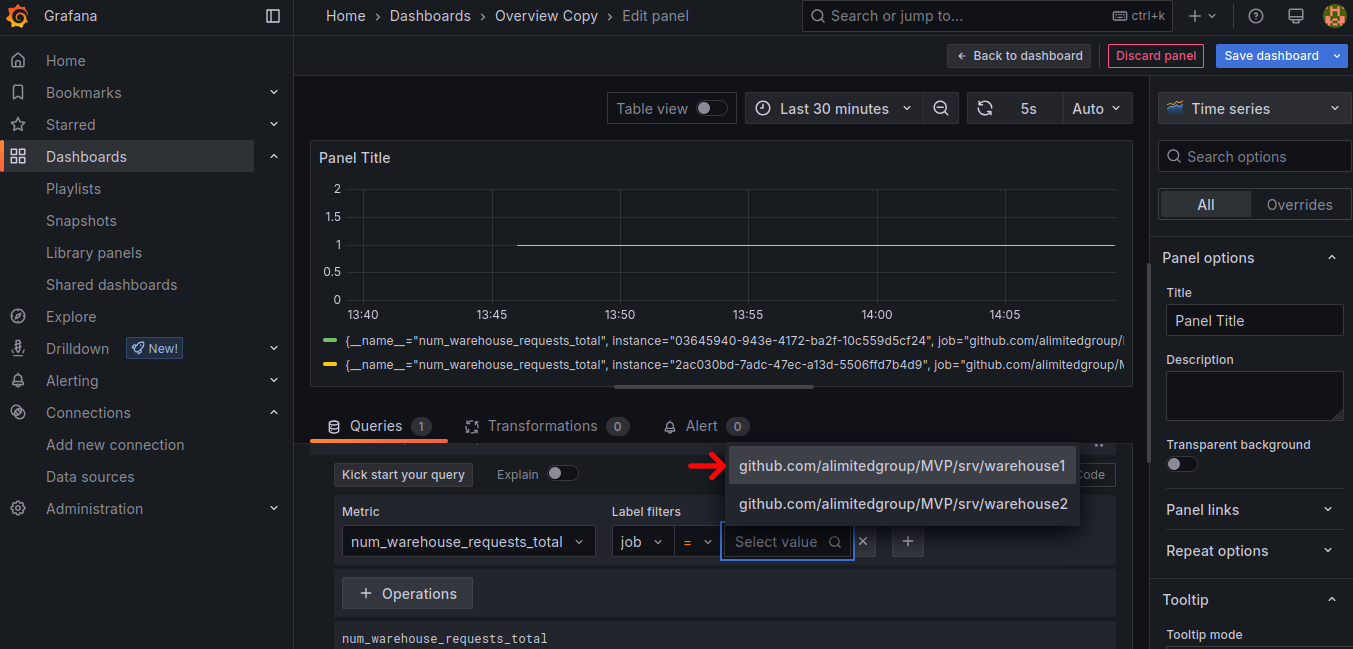 Grafana
Home › Dashboards › Overview Copy › Edit panel
Search or jump to...
ctrl+k
Back to dashboard
Discard panel
Save dashboard
Home
Bookmarks
Starred
Dashboards
Playlists
Snapshots
Library panels
Shared dashboards
Explore
Drilldown
New!
Alerting
Connections
Add new connection
Data sources
Administration
Table view
Last 30 minutes
5s
Auto
Panel Title
2
1.5
1
0.5
0
13:40 13:45 13:50 13:55 14:00 14:05
{__name__="num_warehouse_requests_total", instance="03645940-943e-4172-ba2f-10c559d5cf24", job="github.com/alimitedgroup/
{__name__="num_warehouse_requests_total", instance="2ac030bd-7adc-47ec-a13d-5506ffd7b4d9", job="github.com/alimitedgroup/M
Queries 1
Transformations 0
Alert 0
Kick start your query
Explain
Code
github.com/alimitedgroup/MVP/srv/warehouse1
github.com/alimitedgroup/MVP/srv/warehouse2
Metric
Label filters
num_warehouse_requests_total
job
=
Select value
+ Operations
num_warehouse_requests_total
Time series
Search options
All
Overrides
Panel options
Title
Panel Title
Description
Transparent background
Panel links
Repeat options
Tooltip
Tooltip mode